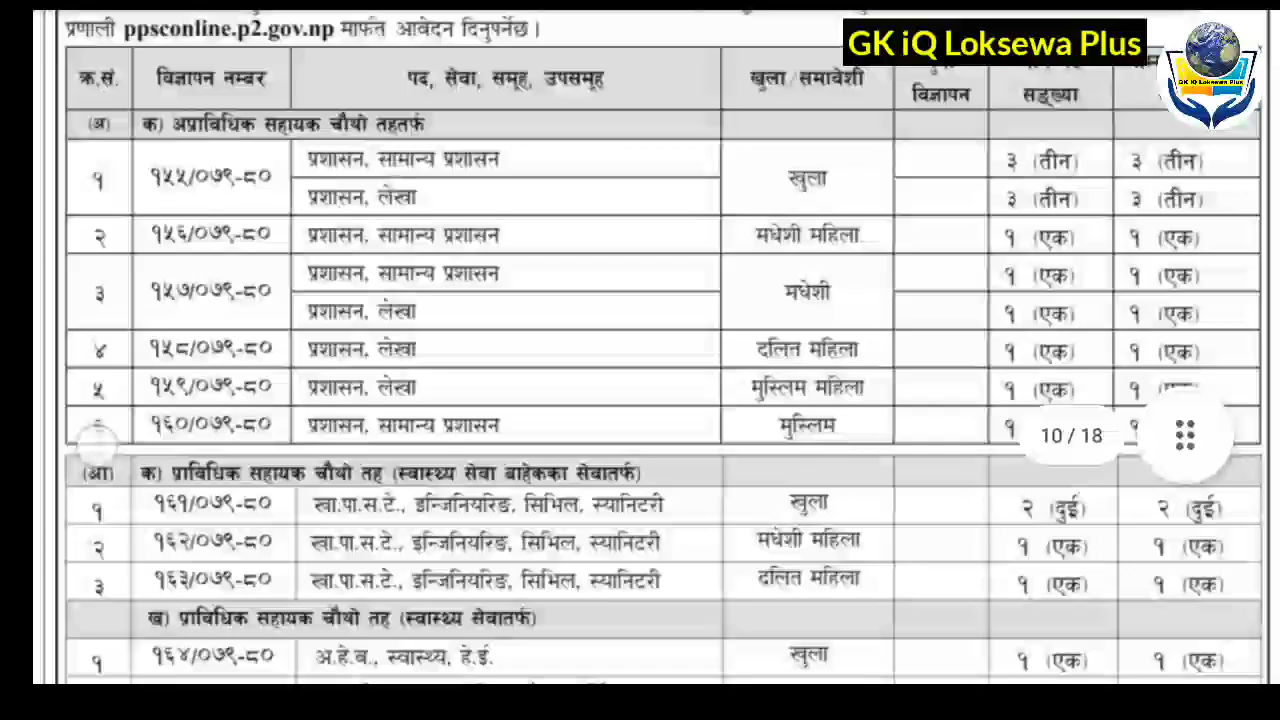 प्रणाली ppsconline.p2.gov.np मार्फत आवेदन दिनुपर्नेछ।
GK iQ Loksewa Plus
GK IQ Loksewa Plus
क्र.सं. विज्ञापन नम्बर पद, सेवा, समूह, उपसमूह खुला/समावेशी विज्ञापन सङ्ख्या
(अ) क) अप्राविधिक सहायक चौथो तहतर्फ
१ १५५/०७९-८० प्रशासन, सामान्य प्रशासन खुला ३ (तीन) ३ (तीन)
प्रशासन, लेखा ३ (तीन) ३ (तीन)
२ १५६/०७९-८० प्रशासन, सामान्य प्रशासन मधेशी महिला १ (एक) १ (एक)
३ १५७/०७९-८० प्रशासन, सामान्य प्रशासन मधेशी १ (एक) १ (एक)
प्रशासन, लेखा १ (एक) १ (एक)
४ १५८/०७९-८० प्रशासन, लेखा दलित महिला १ (एक) १ (एक)
५ १५९/०७९-८० प्रशासन, लेखा मुस्लिम महिला १ (एक) १
१६०/०७९-८० प्रशासन, सामान्य प्रशासन मुस्लिम १ १
10 / 18
(आ) क) प्राविधिक सहायक चौथो तह (स्वास्थ्य सेवा बाहेकका सेवातर्फ)
१ १६१/०७९-८० खा.पा.स.टे., इन्जिनियरिङ, सिभिल, स्यानिटरी खुला २ (दुई) २ (दुई)
२ १६२/०७९-८० खा.पा.स.टे., इन्जिनियरिङ, सिभिल, स्यानिटरी मधेशी महिला १ (एक) १ (एक)
३ १६३/०७९-८० खा.पा.स.टे., इन्जिनियरिङ, सिभिल, स्यानिटरी दलित महिला १ (एक) १ (एक)
ख) प्राविधिक सहायक चौथो तह (स्वास्थ्य सेवातर्फ)
१ १६४/०७९-८० अ.हे.ब., स्वास्थ्य, हे.ई. खुला १ (एक) १ (एक)